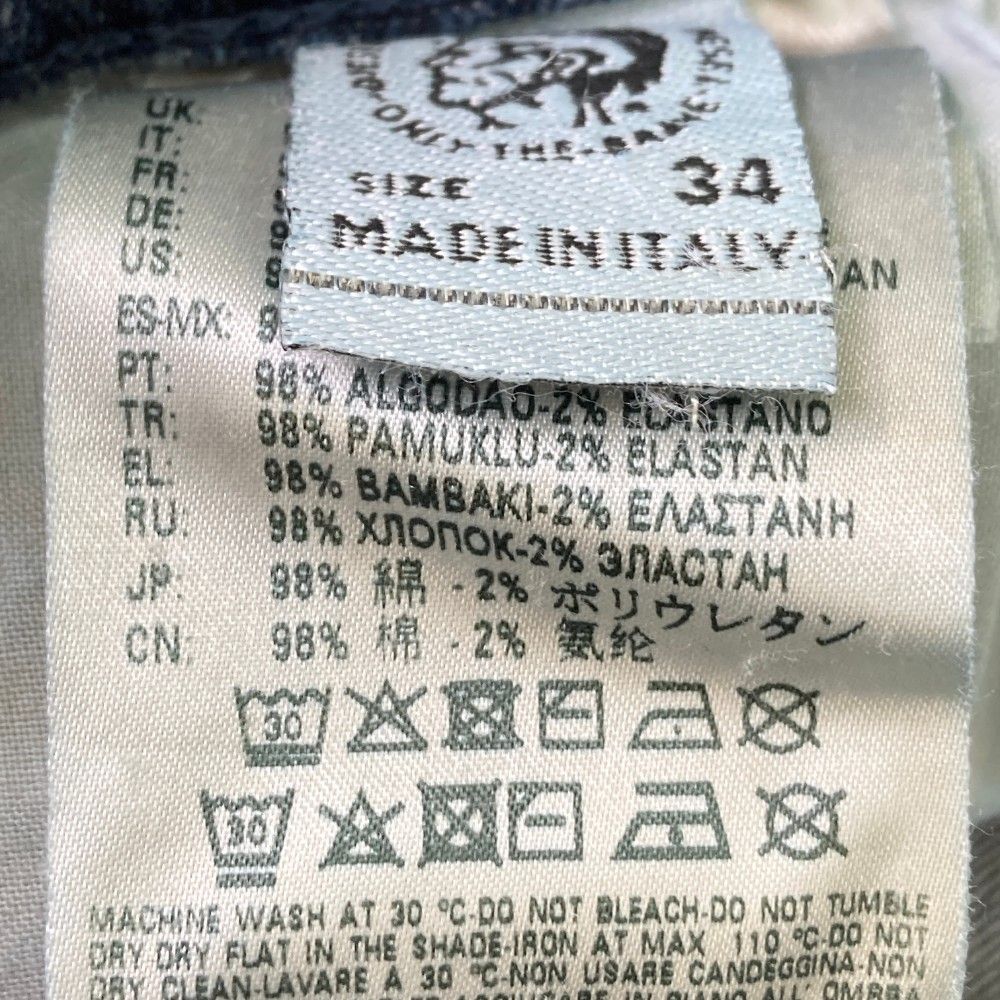 ONLY THE BRAVE
SIZE 34
MADE IN ITALY
UK:
IT:
FR:
DE:
US:
ES-MX: 9
PT: 98% ALGODAO-2% ELASTANO
TR: 98% PAMUKLU-2% ELASTAN
EL: 98% BAMBAKI-2% ΕΛΑΣΤΑΝΗ
RU: 98% ХЛОПОК-2% ЭЛАСТАН
JP: 98% 綿 - 2% ポリウレタン
CN: 98% 棉 - 2% 氨纶
30
30
MACHINE WASH AT 30 °C-DO NOT BLEACH-DO NOT TUMBLE
DRY DRY FLAT IN THE SHADE-IRON AT MAX 110 °C-DO NOT
DRY CLEAN-LAVARE A 30 °C-NON USARE CANDEGGINA-NON